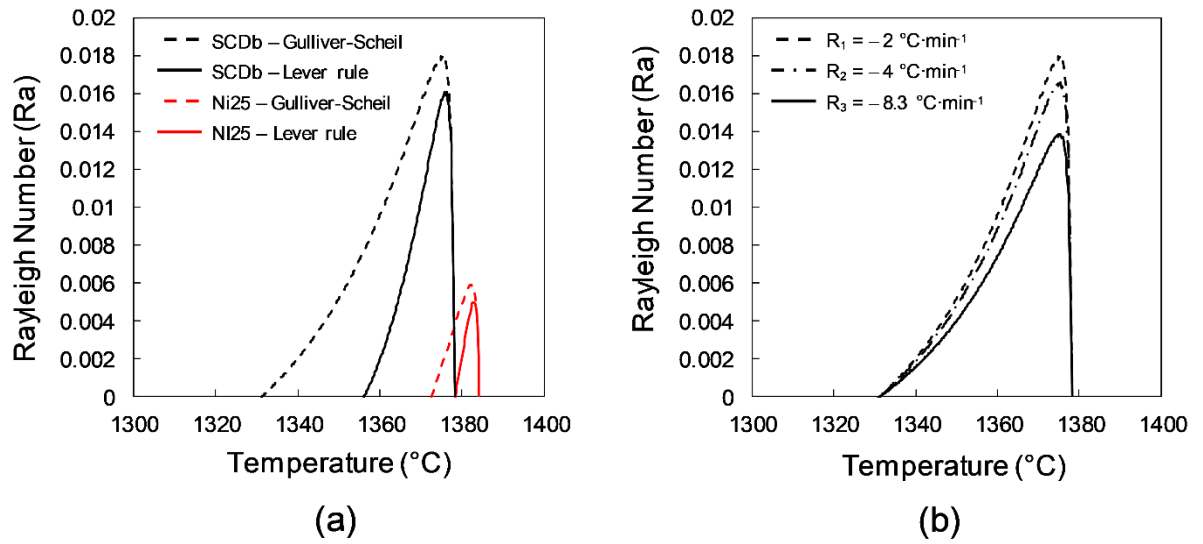 0.02
0.018
0.016
0.014
0.012
0.01
0.008
0.006
0.004
0.002
0
Rayleigh Number (Ra)
SCDb – Gulliver-Scheil
SCDb – Lever rule
Ni25 – Gulliver-Scheil
NI25 – Lever rule
1300 1320 1340 1360 1380 1400
Temperature (°C)
(a)
0.02
0.018
0.016
0.014
0.012
0.01
0.008
0.006
0.004
0.002
0
Rayleigh Number (Ra)
R₁ = – 2 °C·min⁻¹
R₂ = – 4 °C·min⁻¹
R₃ = – 8.3 °C·min⁻¹
1300 1320 1340 1360 1380 1400
Temperature (°C)
(b)